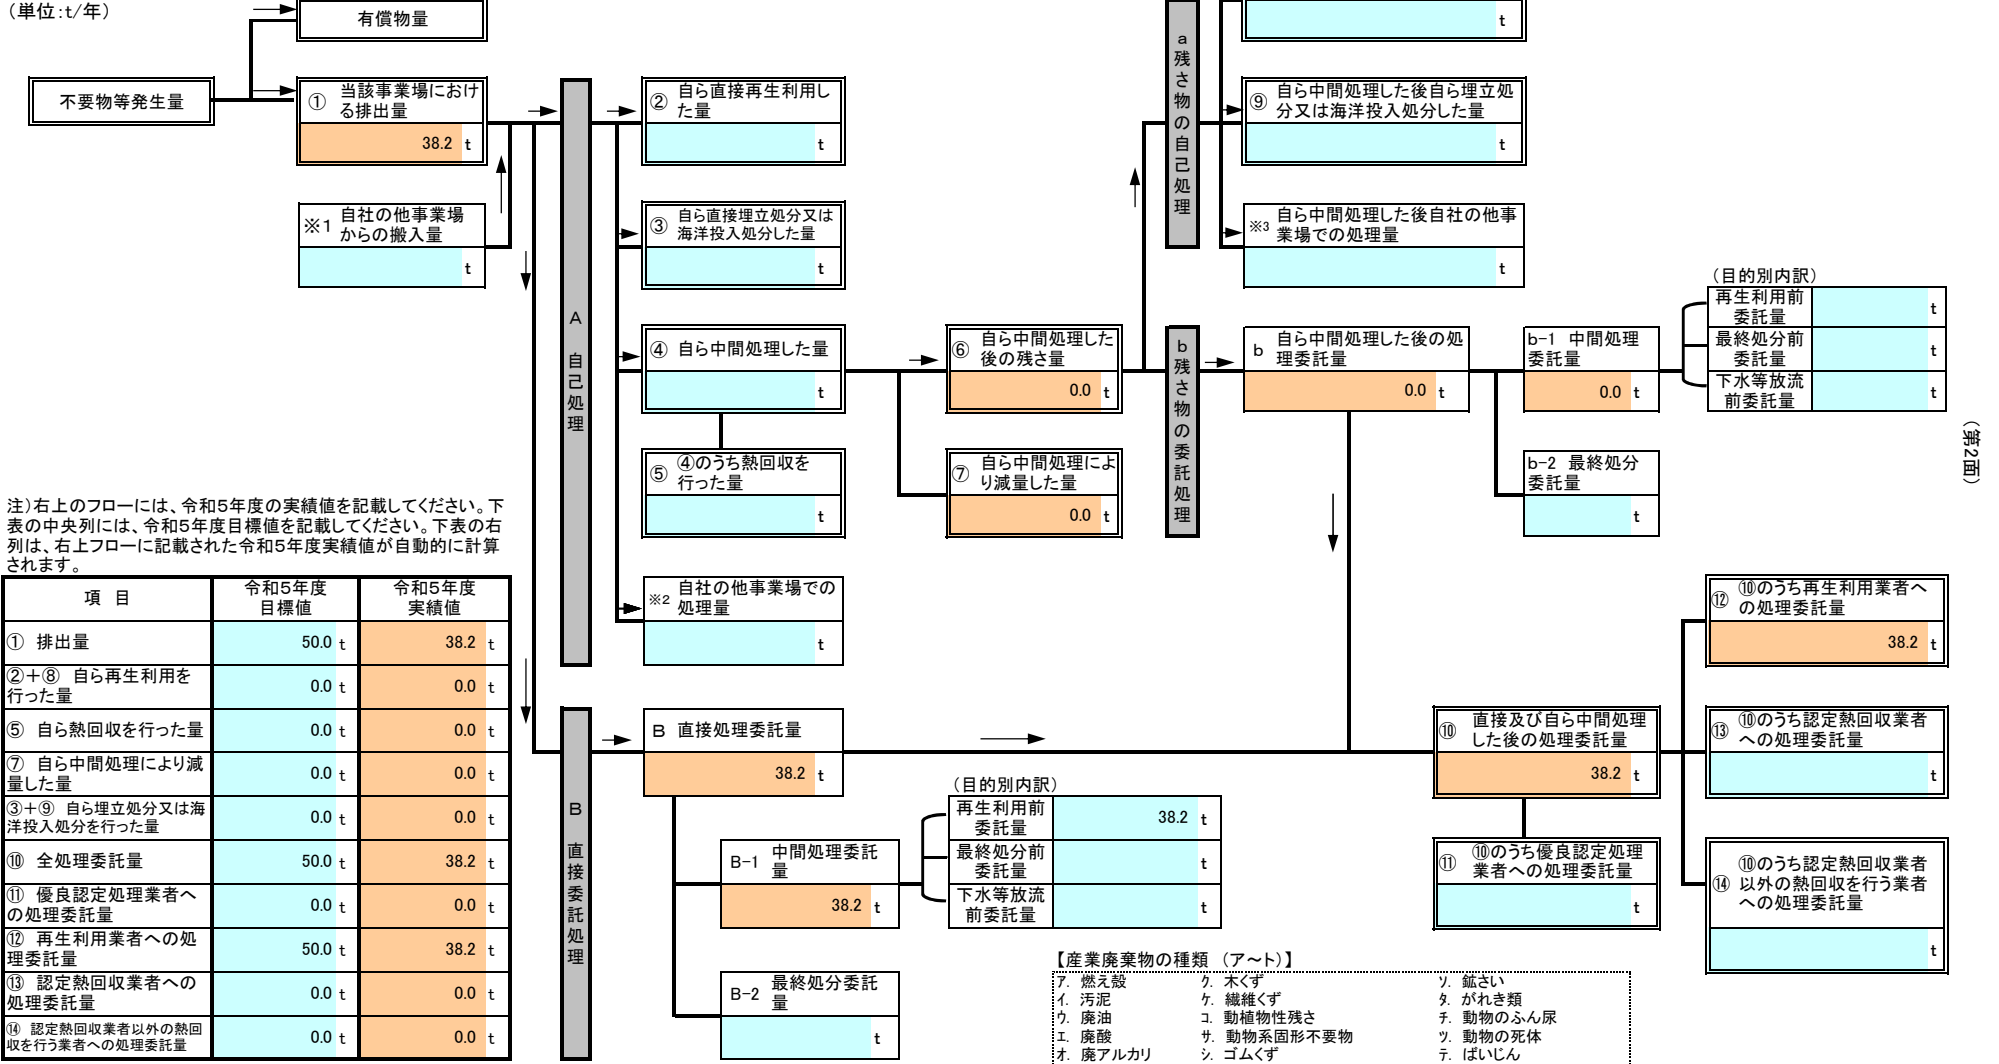 （単位：t/年）
有償物量
不要物等発生量
① 当該事業場におけ
る排出量
38.2 t
※1 自社の他事業場
からの搬入量
t
A 自己処理
② 自ら直接再生利用し
た量
t
③ 自ら直接埋立処分又は
海洋投入処分した量
t
④ 自ら中間処理した量
t
⑤ ④のうち熱回収を
行った量
t
※2 自社の他事業場での
処理量
t
⑥ 自ら中間処理した
後の残さ量
0.0 t
⑦ 自ら中間処理によ
り減量した量
0.0 t
a 残さ物の自己処理
t
⑨ 自ら中間処理した後自ら埋立処
分又は海洋投入処分した量
t
※3 自ら中間処理した後自社の他事
業場での処理量
t
b 残さ物の委託処理
b 自ら中間処理した後の処
理委託量
0.0 t
b-1 中間処理
委託量
0.0 t
b-2 最終処分
委託量
t
（目的別内訳）
再生利用前
委託量
t
最終処分前
委託量
t
下水等放流
前委託量
t
（第2面）
注）右上のフローには、令和5年度の実績値を記載してください。下
表の中央列には、令和5年度目標値を記載してください。下表の右
列は、右上フローに記載された令和5年度実績値が自動的に計算
されます。
項 目 令和5年度 令和5年度
目標値 実績値
① 排出量 50.0 t 38.2 t
②＋⑧ 自ら再生利用を
行った量 0.0 t 0.0 t
⑤ 自ら熱回収を行った量 0.0 t 0.0 t
⑦ 自ら中間処理により減
量した量 0.0 t 0.0 t
③＋⑨ 自ら埋立処分又は海
洋投入処分を行った量 0.0 t 0.0 t
⑩ 全処理委託量 50.0 t 38.2 t
⑪ 優良認定処理業者へ
の処理委託量 0.0 t 0.0 t
⑫ 再生利用業者への処
理委託量 50.0 t 38.2 t
⑬ 認定熱回収業者への
処理委託量 0.0 t 0.0 t
⑭ 認定熱回収業者以外の熱回
収を行う業者への処理委託量 0.0 t 0.0 t
B 直接委託処理
B 直接処理委託量
38.2 t
B-1 中間処理委託
量
38.2 t
B-2 最終処分委託
量
t
（目的別内訳）
再生利用前
委託量
38.2 t
最終処分前
委託量
t
下水等放流
前委託量
t
⑩ 直接及び自ら中間処理
した後の処理委託量
38.2 t
⑪ ⑩のうち優良認定処理
業者への処理委託量
t
⑫ ⑩のうち再生利用業者へ
の処理委託量
38.2 t
⑬ ⑩のうち認定熱回収業者
への処理委託量
t
⑭ ⑩のうち認定熱回収業者
以外の熱回収を行う業者
への処理委託量
t
【産業廃棄物の種類 （ア～ト）】
ア. 燃え殻 ク. 木くず ソ. 鉱さい
イ. 汚泥 ケ. 繊維くず タ. がれき類
ウ. 廃油 コ. 動植物性残さ チ. 動物のふん尿
エ. 廃酸 サ. 動物系固形不要物 ツ. 動物の死体
オ. 廃アルカリ シ. ゴムくず テ. ばいじん